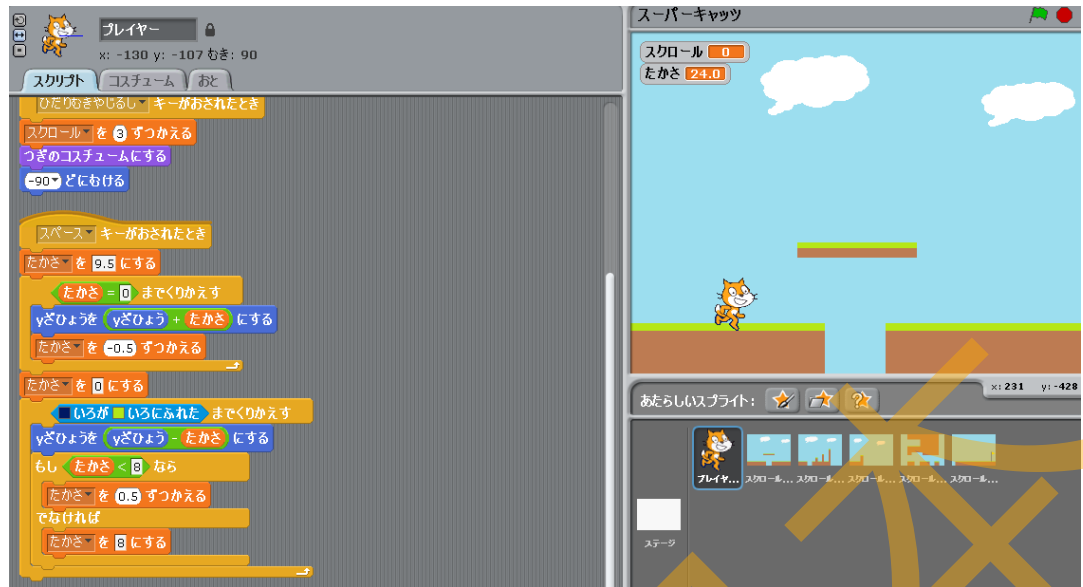 プレイヤー
x: -130 y: -107 むき: 90
スクリプト コスチューム おと
ひだりむきやじるし キーがおされたとき
スクロール を 3 ずつかえる
つぎのコスチュームにする
-90 どにむける
スペース キーがおされたとき
たかさ を 9.5 にする
たかさ = 0 までくりかえす
yざひょうを yざひょう + たかさ にする
たかさ を -0.5 ずつかえる
たかさ を 0 にする
いろが いろにふれた までくりかえす
yざひょうを yざひょう - たかさ にする
もし たかさ < 8 なら
たかさ を 0.5 ずつかえる
でなければ
たかさ を 8 にする
スーパーキャッツ
スクロール 0
たかさ 24.0
x: 231 y: -428
あたらしいスプライト:
プレイヤ... スクロール... スクロール... スクロール... スクロール... スクロール...
ステージ